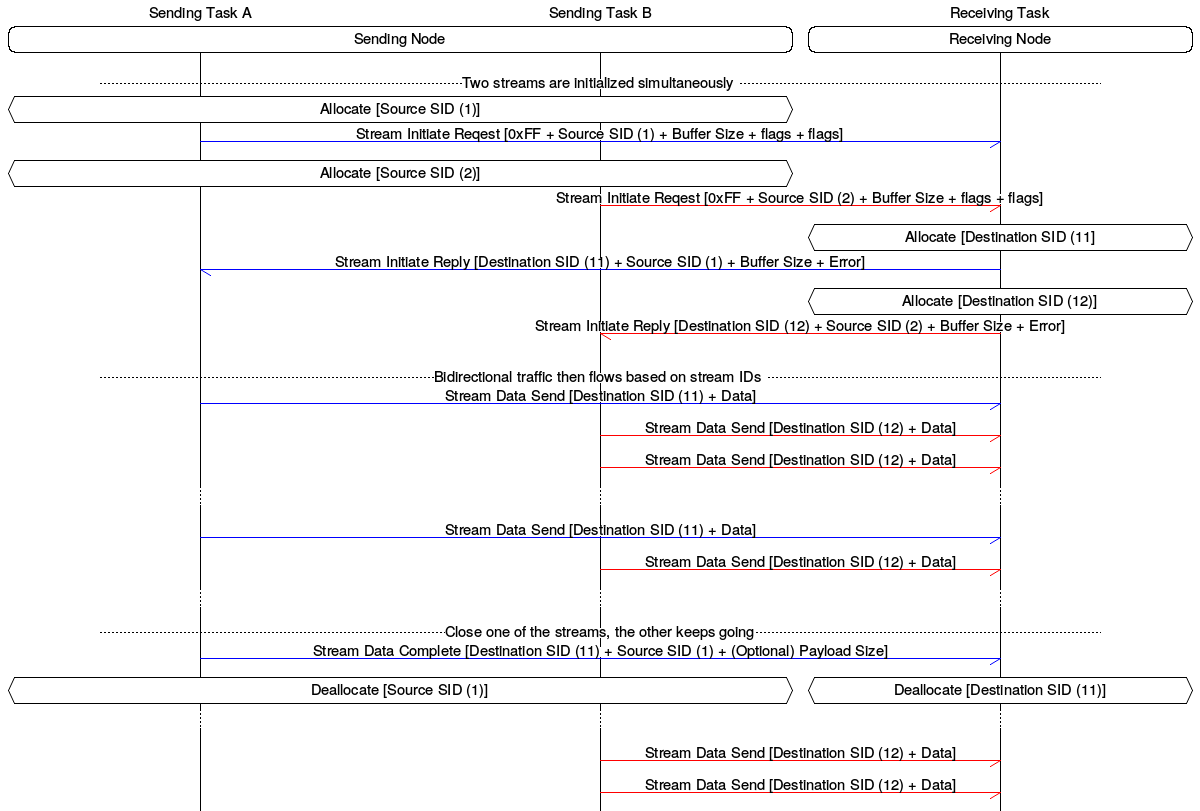 Sending Task A Sending Task B Receiving Task
Sending Node Receiving Node
Two streams are initialized simultaneously
Allocate [Source SID (1)]
Stream Initiate Reqest [0xFF + Source SID (1) + Buffer Size + flags + flags]
Allocate [Source SID (2)]
Stream Initiate Reqest [0xFF + Source SID (2) + Buffer Size + flags + flags]
Allocate [Destination SID (11]
Stream Initiate Reply [Destination SID (11) + Source SID (1) + Buffer Size + Error]
Allocate [Destination SID (12)]
Stream Initiate Reply [Destination SID (12) + Source SID (2) + Buffer Size + Error]
Bidirectional traffic then flows based on stream IDs
Stream Data Send [Destination SID (11) + Data]
Stream Data Send [Destination SID (12) + Data]
Stream Data Send [Destination SID (12) + Data]
Stream Data Send [Destination SID (11) + Data]
Stream Data Send [Destination SID (12) + Data]
Close one of the streams, the other keeps going
Stream Data Complete [Destination SID (11) + Source SID (1) + (Optional) Payload Size]
Deallocate [Source SID (1)] Deallocate [Destination SID (11)]
Stream Data Send [Destination SID (12) + Data]
Stream Data Send [Destination SID (12) + Data]